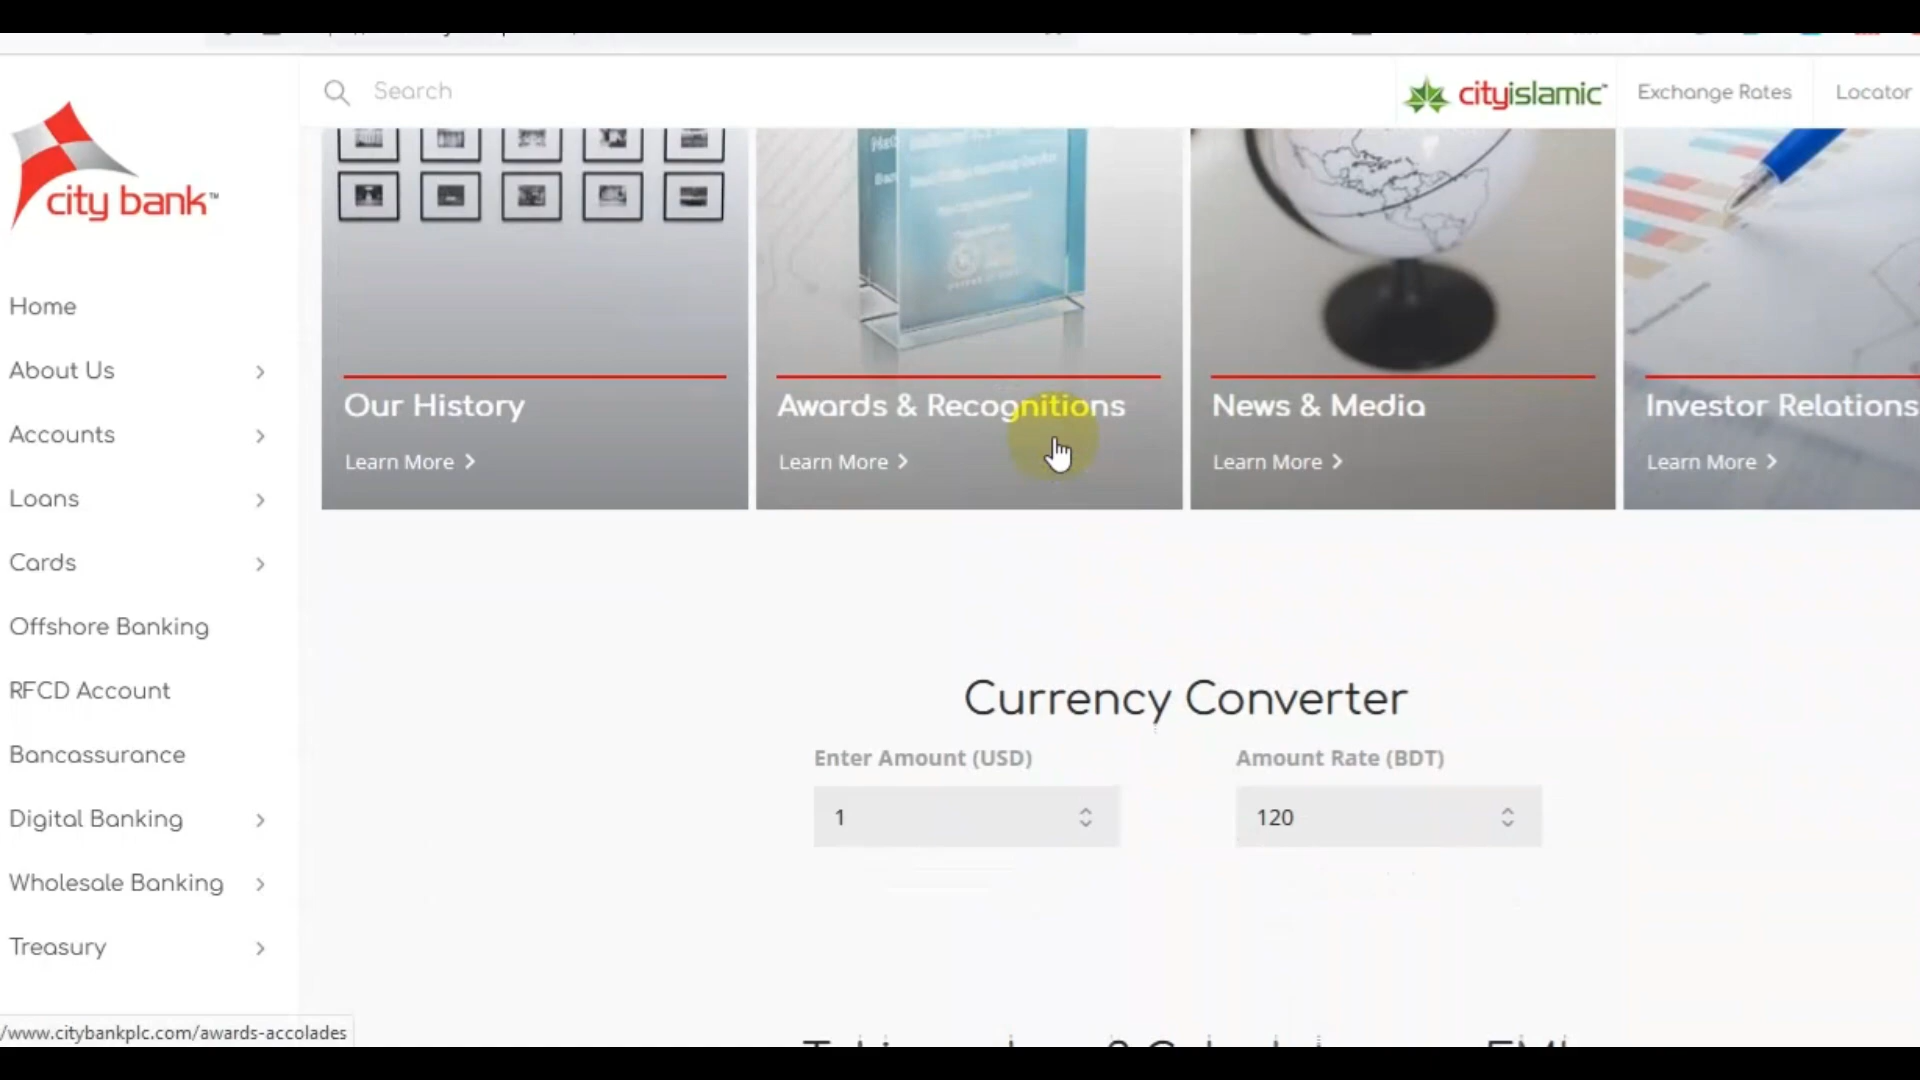 Search
cityislamic™
Exchange Rates
Locator
city bank™
Home
About Us
Accounts
Loans
Cards
Offshore Banking
RFCD Account
Bancassurance
Digital Banking
Wholesale Banking
Treasury
Our History
Learn More
Awards & Recognitions
Learn More
News & Media
Learn More
Investor Relations
Learn More
Currency Converter
Enter Amount (USD)
Amount Rate (BDT)
1
120
/www.citybankplc.com/awards-accolades